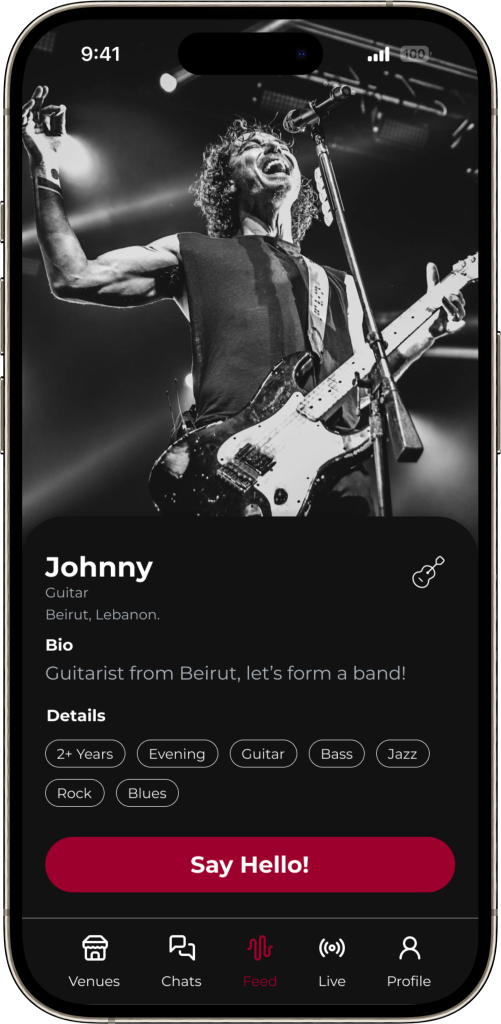 9:41
100
Johnny
Guitar
Beirut, Lebanon.
Bio
Guitarist from Beirut, let's form a band!
Details
2+ Years Evening Guitar Bass Jazz
Rock Blues
Say Hello!
Venues Chats Feed Live Profile